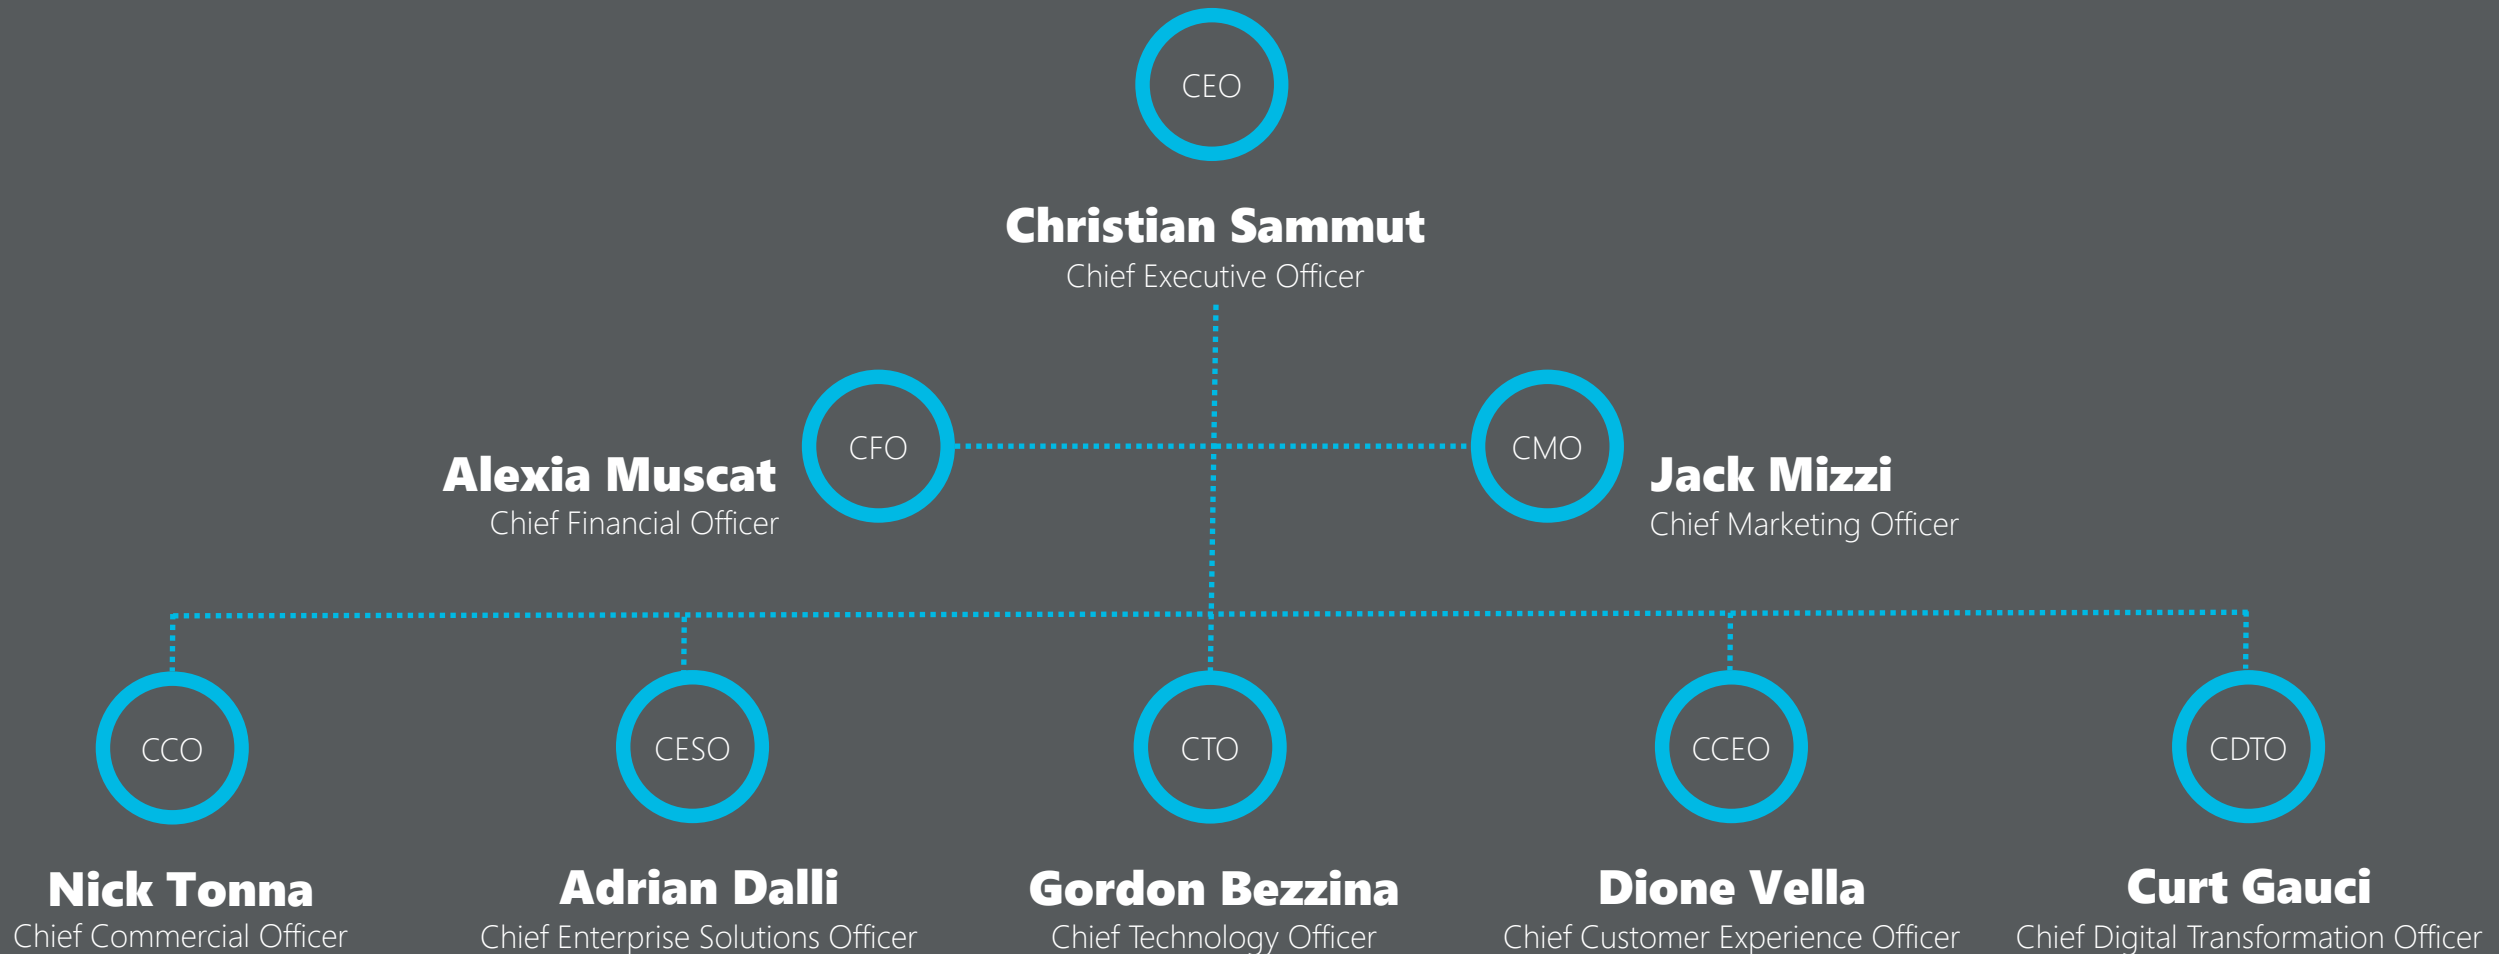 CEO
Christian Sammut
Chief Executive Officer
CFO
Alexia Muscat
Chief Financial Officer
CMO
Jack Mizzi
Chief Marketing Officer
CCO
Nick Tonna
Chief Commercial Officer
CESO
Adrian Dalli
Chief Enterprise Solutions Officer
CTO
Gordon Bezzina
Chief Technology Officer
CCEO
Dione Vella
Chief Customer Experience Officer
CDTO
Curt Gauci
Chief Digital Transformation Officer